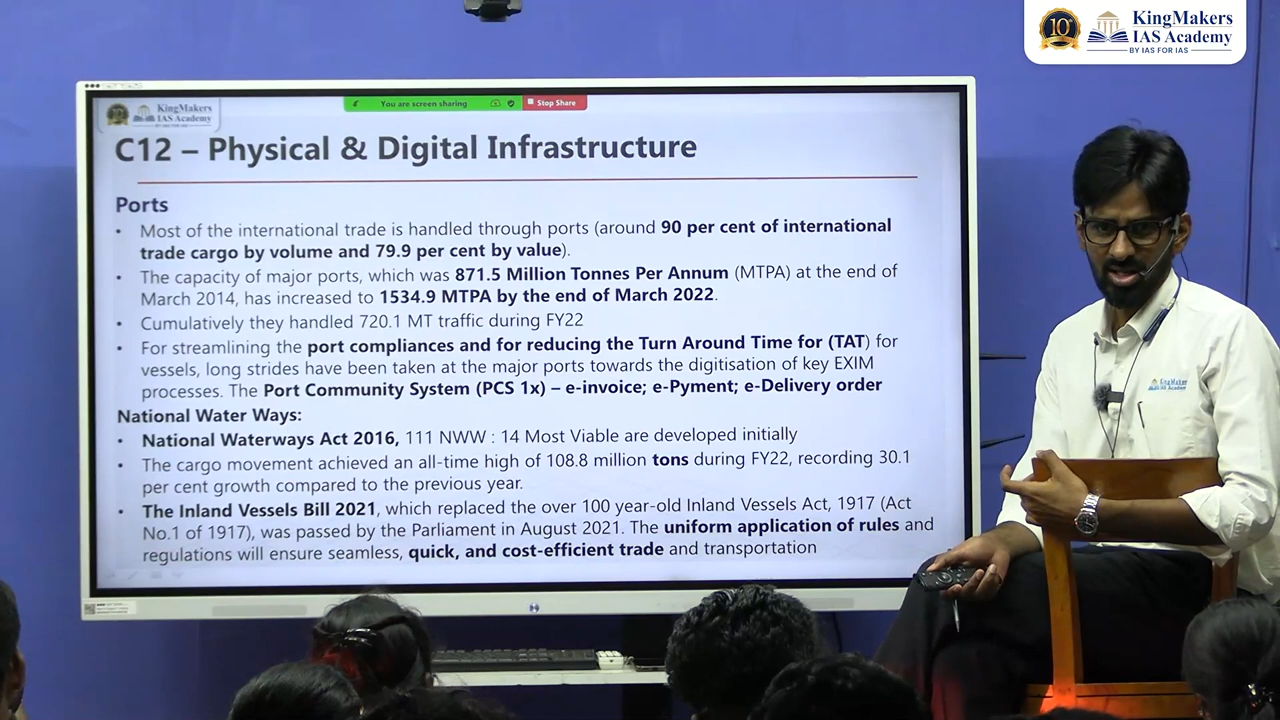 10
KingMakers
IAS Academy
BY IAS FOR IAS
KingMakers
IAS Academy
You are screen sharing
Stop Share
C12 – Physical & Digital Infrastructure
Ports
• Most of the international trade is handled through ports (around 90 per cent of international
trade cargo by volume and 79.9 per cent by value).
• The capacity of major ports, which was 871.5 Million Tonnes Per Annum (MTPA) at the end of
March 2014, has increased to 1534.9 MTPA by the end of March 2022.
• Cumulatively they handled 720.1 MT traffic during FY22
• For streamlining the port compliances and for reducing the Turn Around Time for (TAT) for
vessels, long strides have been taken at the major ports towards the digitisation of key EXIM
processes. The Port Community System (PCS 1x) – e-invoice; e-Pyment; e-Delivery order
National Water Ways:
• National Waterways Act 2016, 111 NWW : 14 Most Viable are developed initially
• The cargo movement achieved an all-time high of 108.8 million tons during FY22, recording 30.1
per cent growth compared to the previous year.
• The Inland Vessels Bill 2021, which replaced the over 100 year-old Inland Vessels Act, 1917 (Act
No.1 of 1917), was passed by the Parliament in August 2021. The uniform application of rules and
regulations will ensure seamless, quick, and cost-efficient trade and transportation
KingMakers
IAS Academy